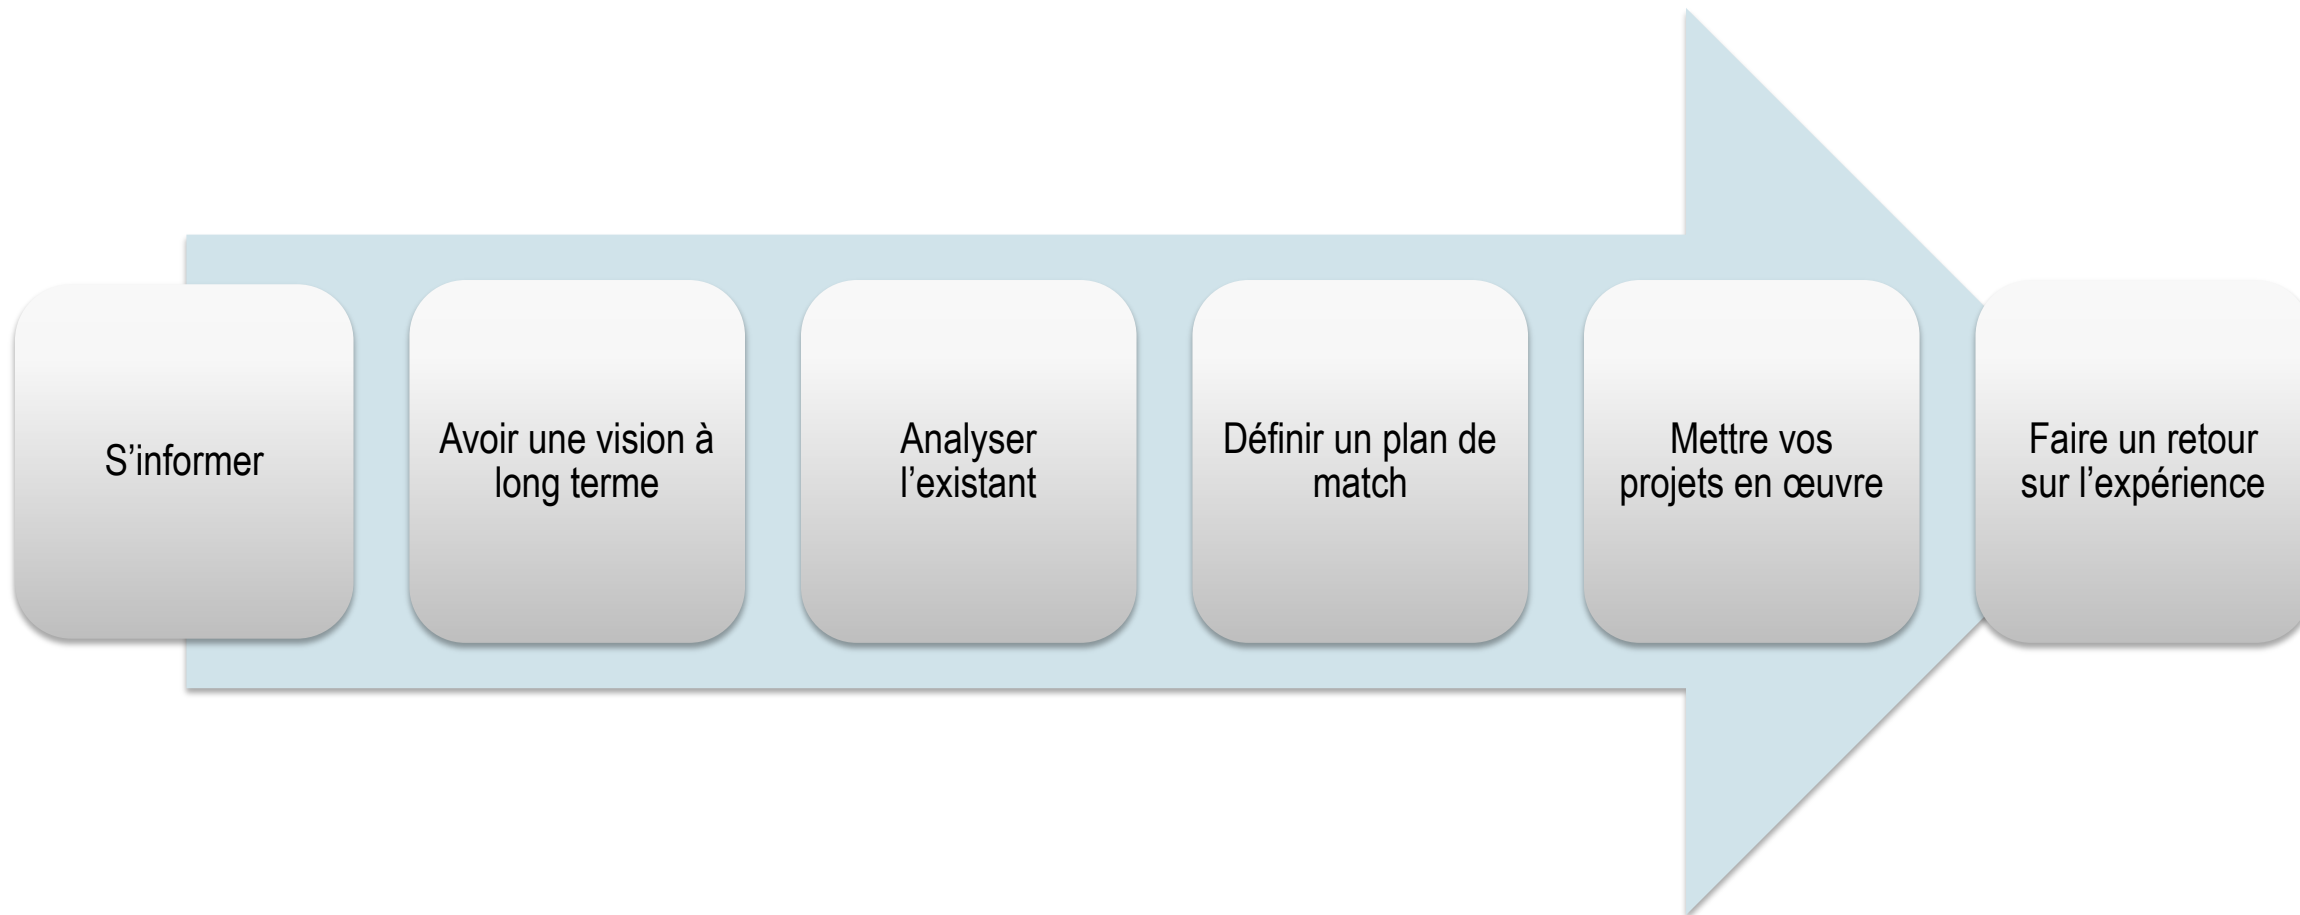 S’informer
Avoir une vision à
long terme
Analyser
l’existant
Définir un plan de
match
Mettre vos
projets en œuvre
Faire un retour
sur l’expérience